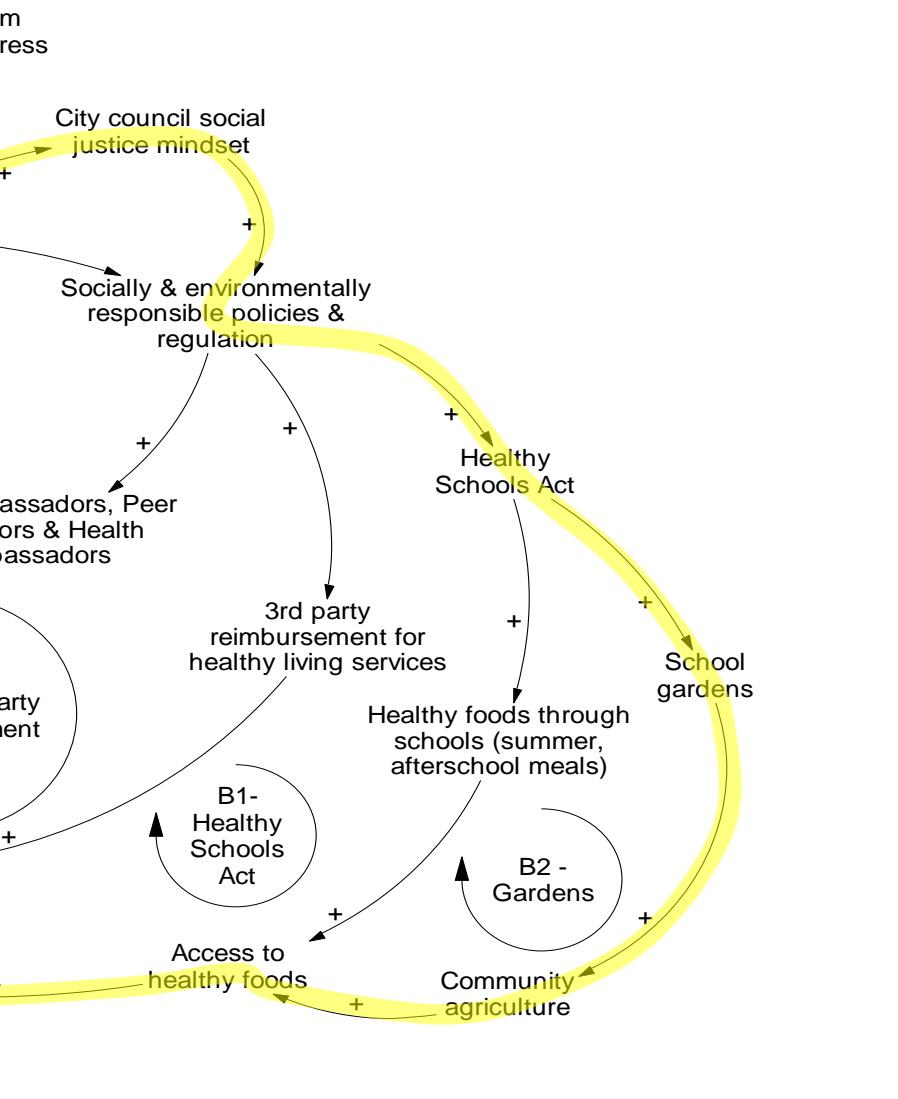 m
ress
City council social
justice mindset
+
+
Socially & environmentally
responsible policies &
regulation
+
+
+
Healthy
Schools Act
assadors, Peer
ors & Health
assadors
+
+
3rd party
reimbursement for
healthy living services
School
gardens
arty
ent
Healthy foods through
schools (summer,
afterschool meals)
+
B1-
Healthy
Schools
Act
B2 -
Gardens
+
+
Access to
healthy foods
Community
agriculture
+